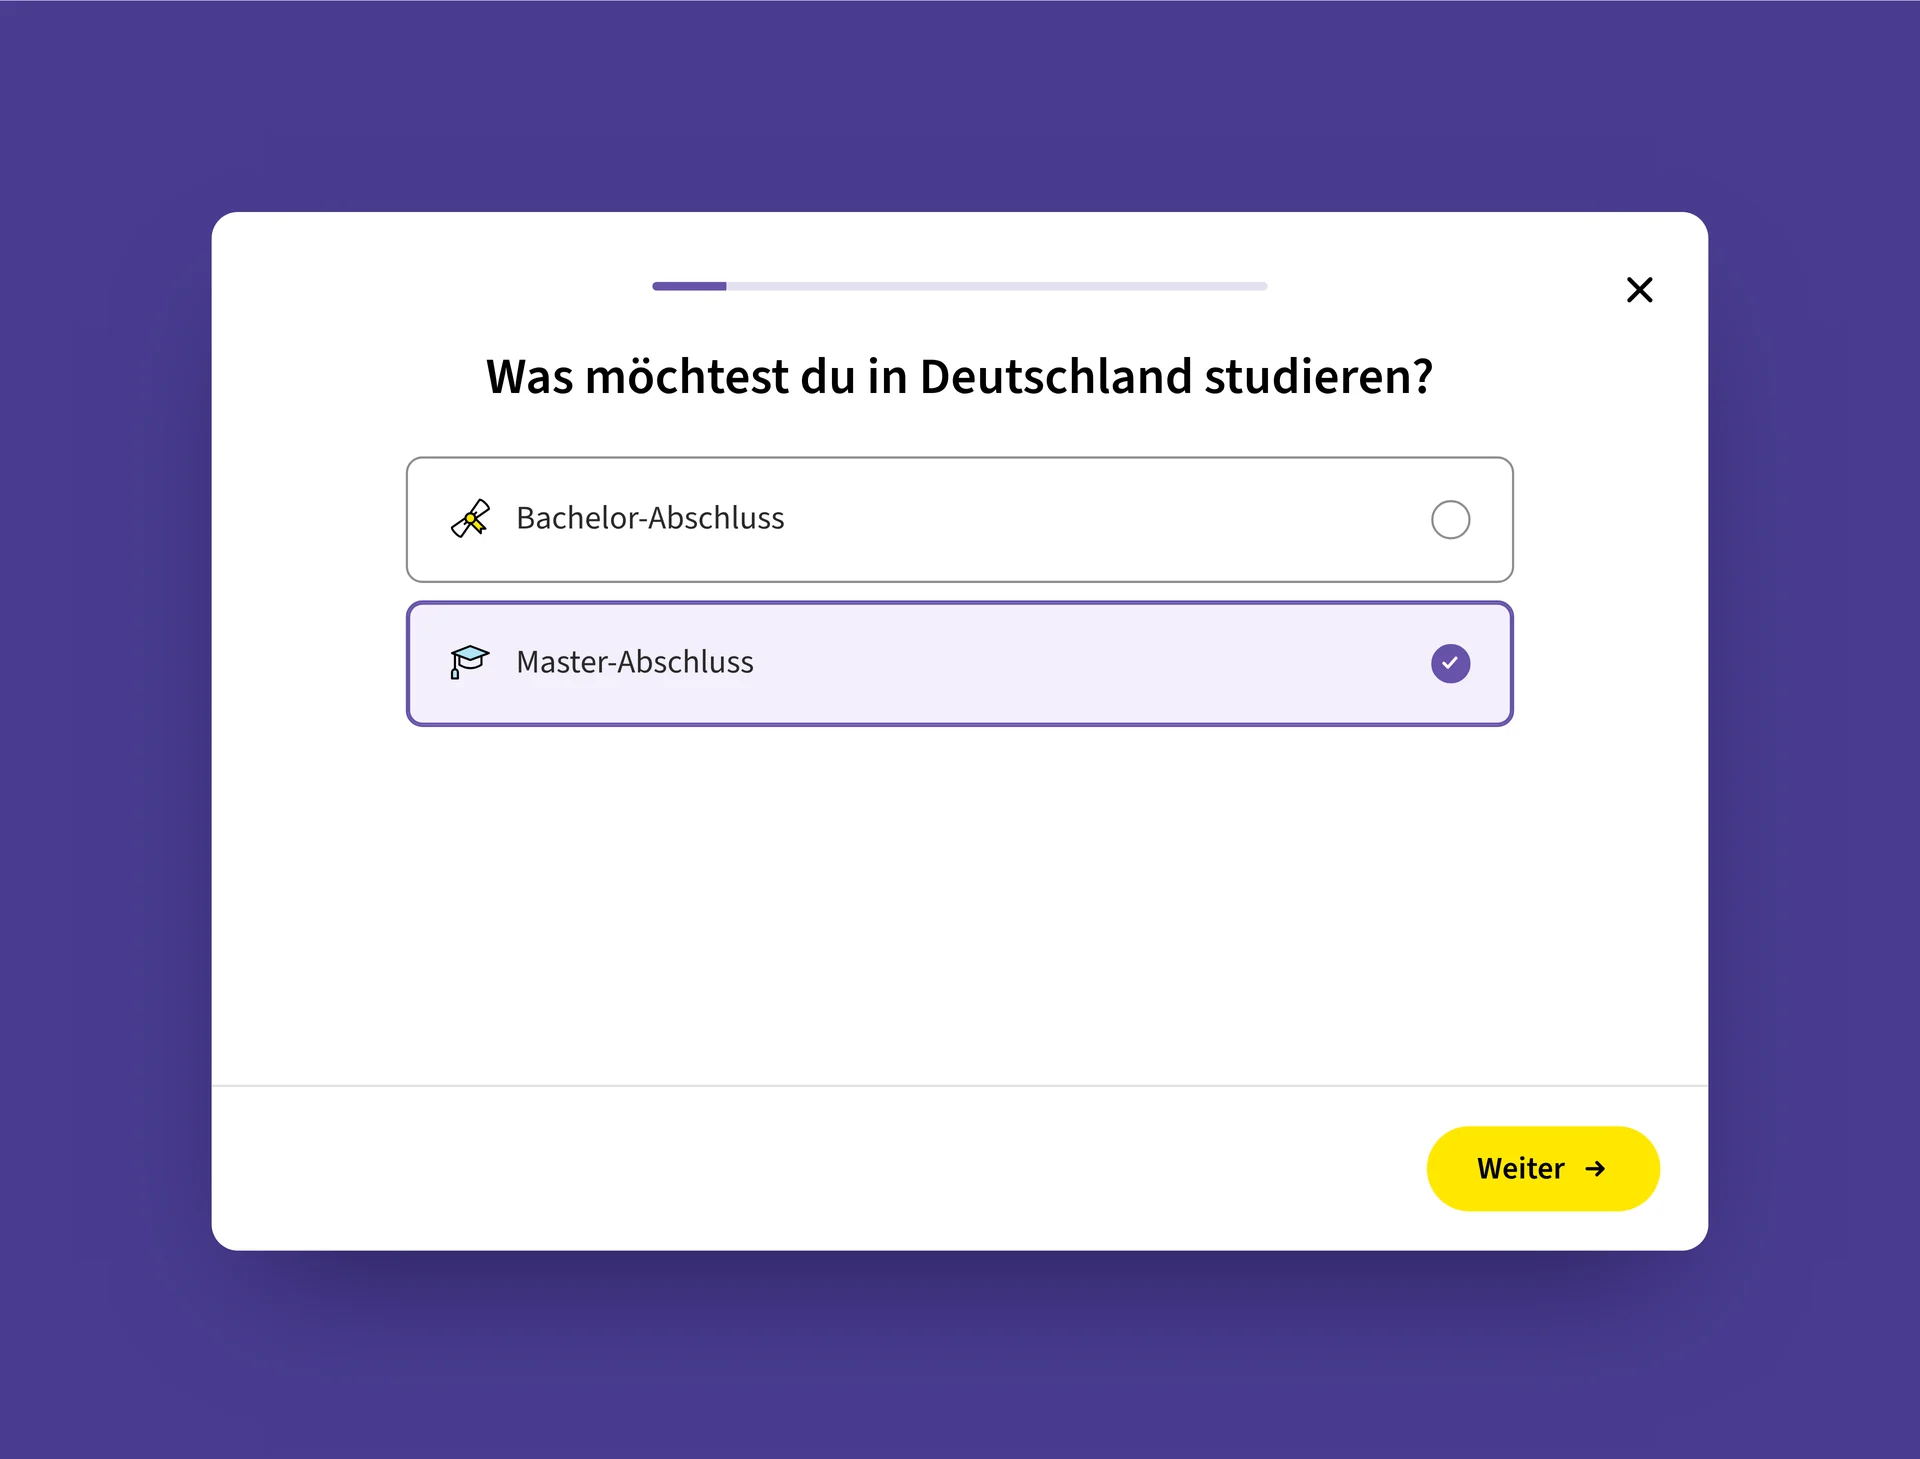 Was möchtest du in Deutschland studieren?
Bachelor-Abschluss
Master-Abschluss
Weiter